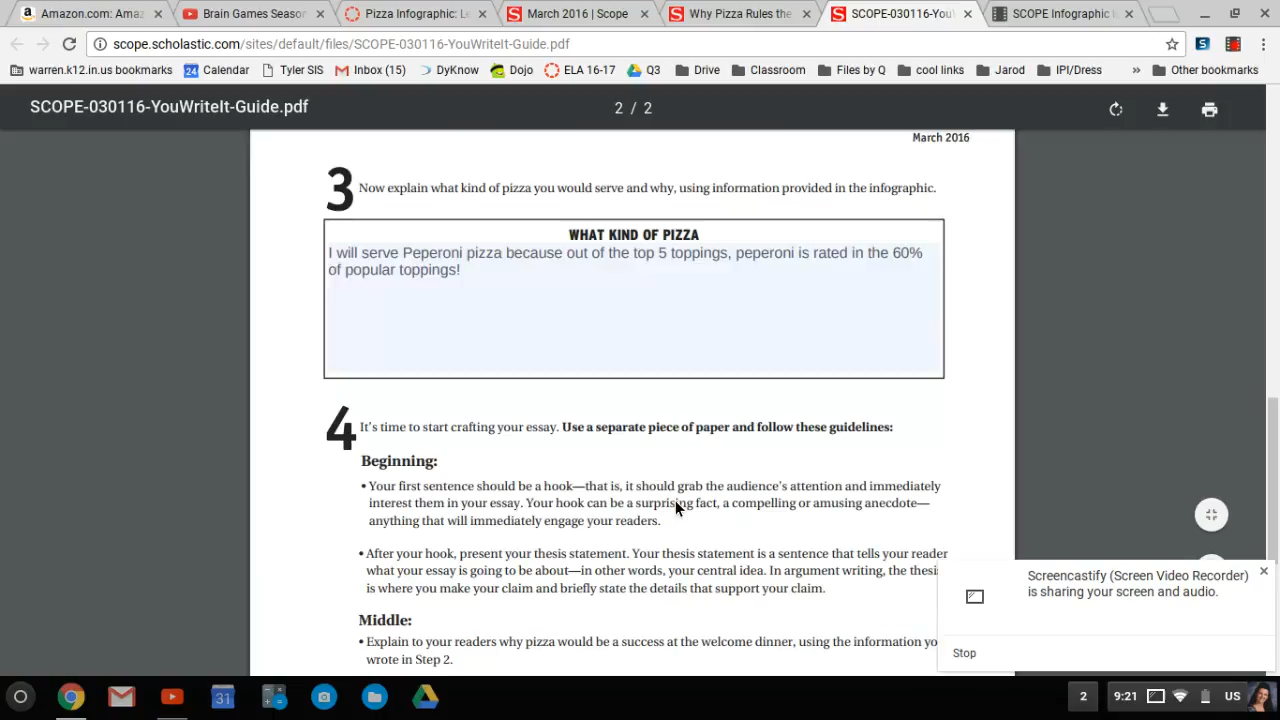 Amazon.com: Amaz
Brain Games Season
Pizza Infographic: Le
March 2016 | Scope
Why Pizza Rules the
SCOPE-030116-YouW
SCOPE Infographic
scope.scholastic.com/sites/default/files/SCOPE-030116-YouWriteIt-Guide.pdf
warren.k12.in.us bookmarks
24 Calendar
Tyler SIS
Inbox (15)
DyKnow
Dojo
ELA 16-17
Q3
Drive
Classroom
Files by Q
cool links
Jarod
IPI/Dress
» Other bookmarks
SCOPE-030116-YouWriteIt-Guide.pdf
2 / 2
March 2016
3 Now explain what kind of pizza you would serve and why, using information provided in the infographic.
WHAT KIND OF PIZZA
I will serve Peperoni pizza because out of the top 5 toppings, peperoni is rated in the 60%
of popular toppings!
4 It's time to start crafting your essay. Use a separate piece of paper and follow these guidelines:
Beginning:
• Your first sentence should be a hook—that is, it should grab the audience's attention and immediately
interest them in your essay. Your hook can be a surprising fact, a compelling or amusing anecdote—
anything that will immediately engage your readers.
• After your hook, present your thesis statement. Your thesis statement is a sentence that tells your reader
what your essay is going to be about—in other words, your central idea. In argument writing, the thesis
is where you make your claim and briefly state the details that support your claim.
Middle:
• Explain to your readers why pizza would be a success at the welcome dinner, using the information yo
wrote in Step 2.
Screencastify (Screen Video Recorder)
is sharing your screen and audio.
Stop
31
2
9:21
US